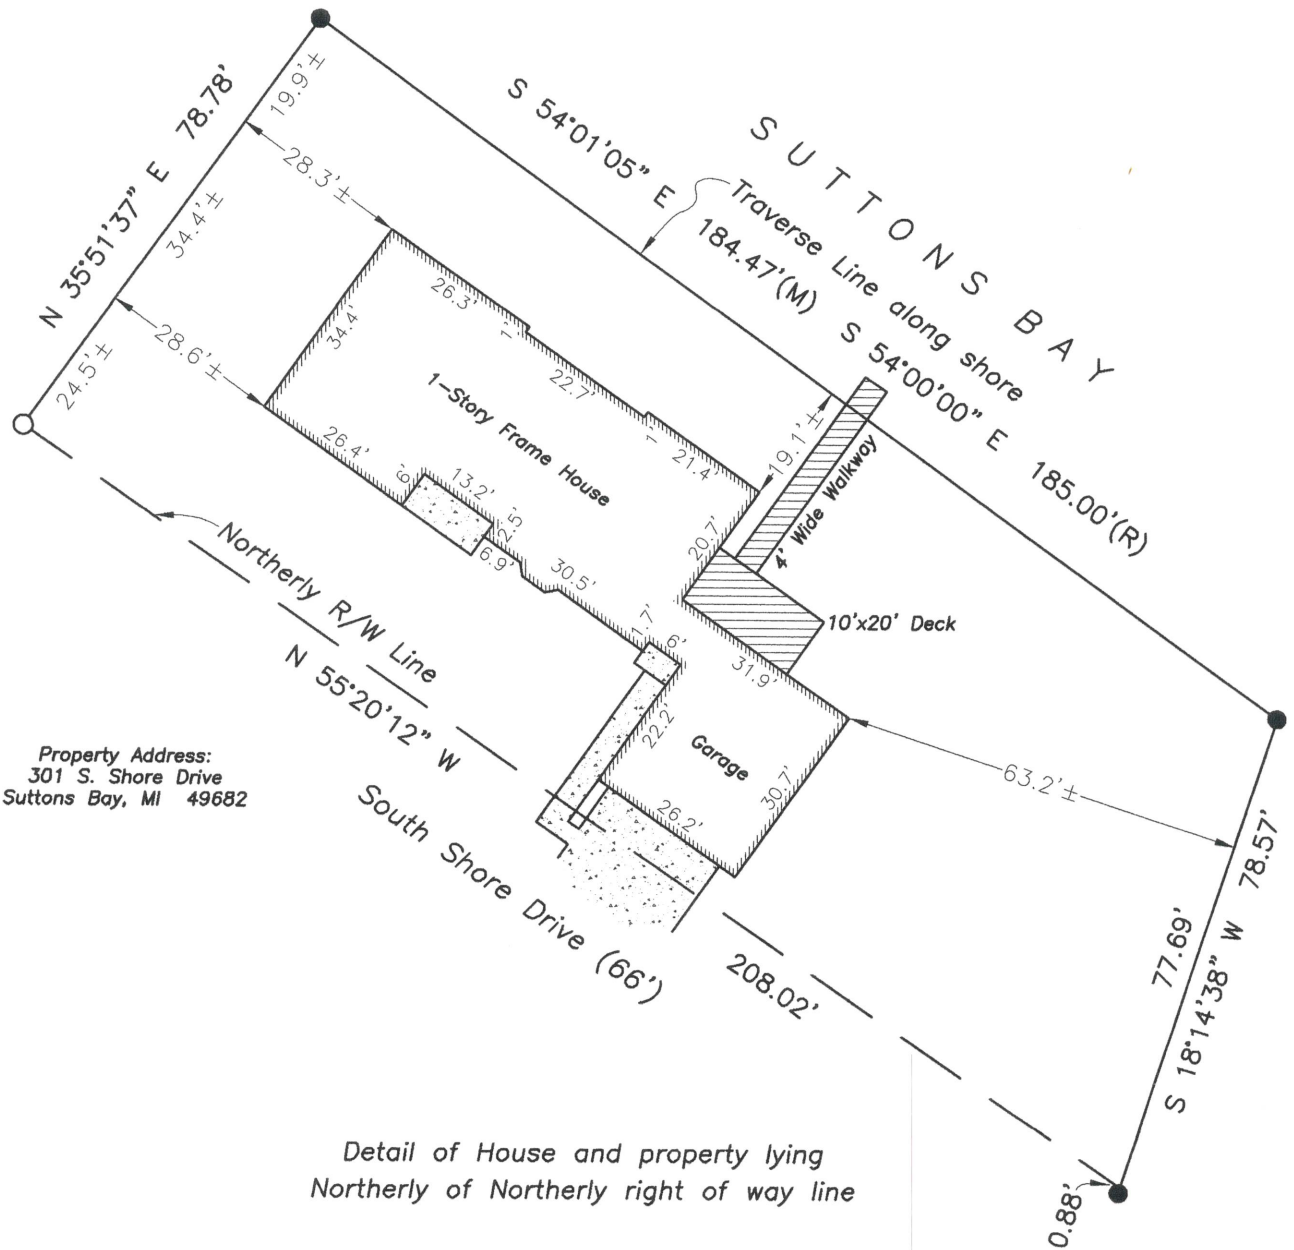 19.9'±
N 35°51'37" E 78.78'
34.4'±
24.5'±
28.3'±
28.6'±
S 54°01'05" E 184.47'(M)
SUTTONS BAY
Traverse Line along shore
S 54°00'00" E 185.00'(R)
26.3'
1'
22.7'
1'
21.4'
34.4'
1-Story Frame House
19.1'±
4' Wide Walkway
20.7'
26.4'
6'
13.2'
2.5'
6.9'
30.5'
1.7'
6'
10'x20' Deck
31.9'
22.2'
Garage
30.7'
26.2'
63.2'±
Northerly R/W Line
N 55°20'12" W 208.02'
South Shore Drive (66')
Property Address:
301 S. Shore Drive
Suttons Bay, MI 49682
77.69'
S 18°14'38" W 78.57'
0.88'
Detail of House and property lying
Northerly of Northerly right of way line